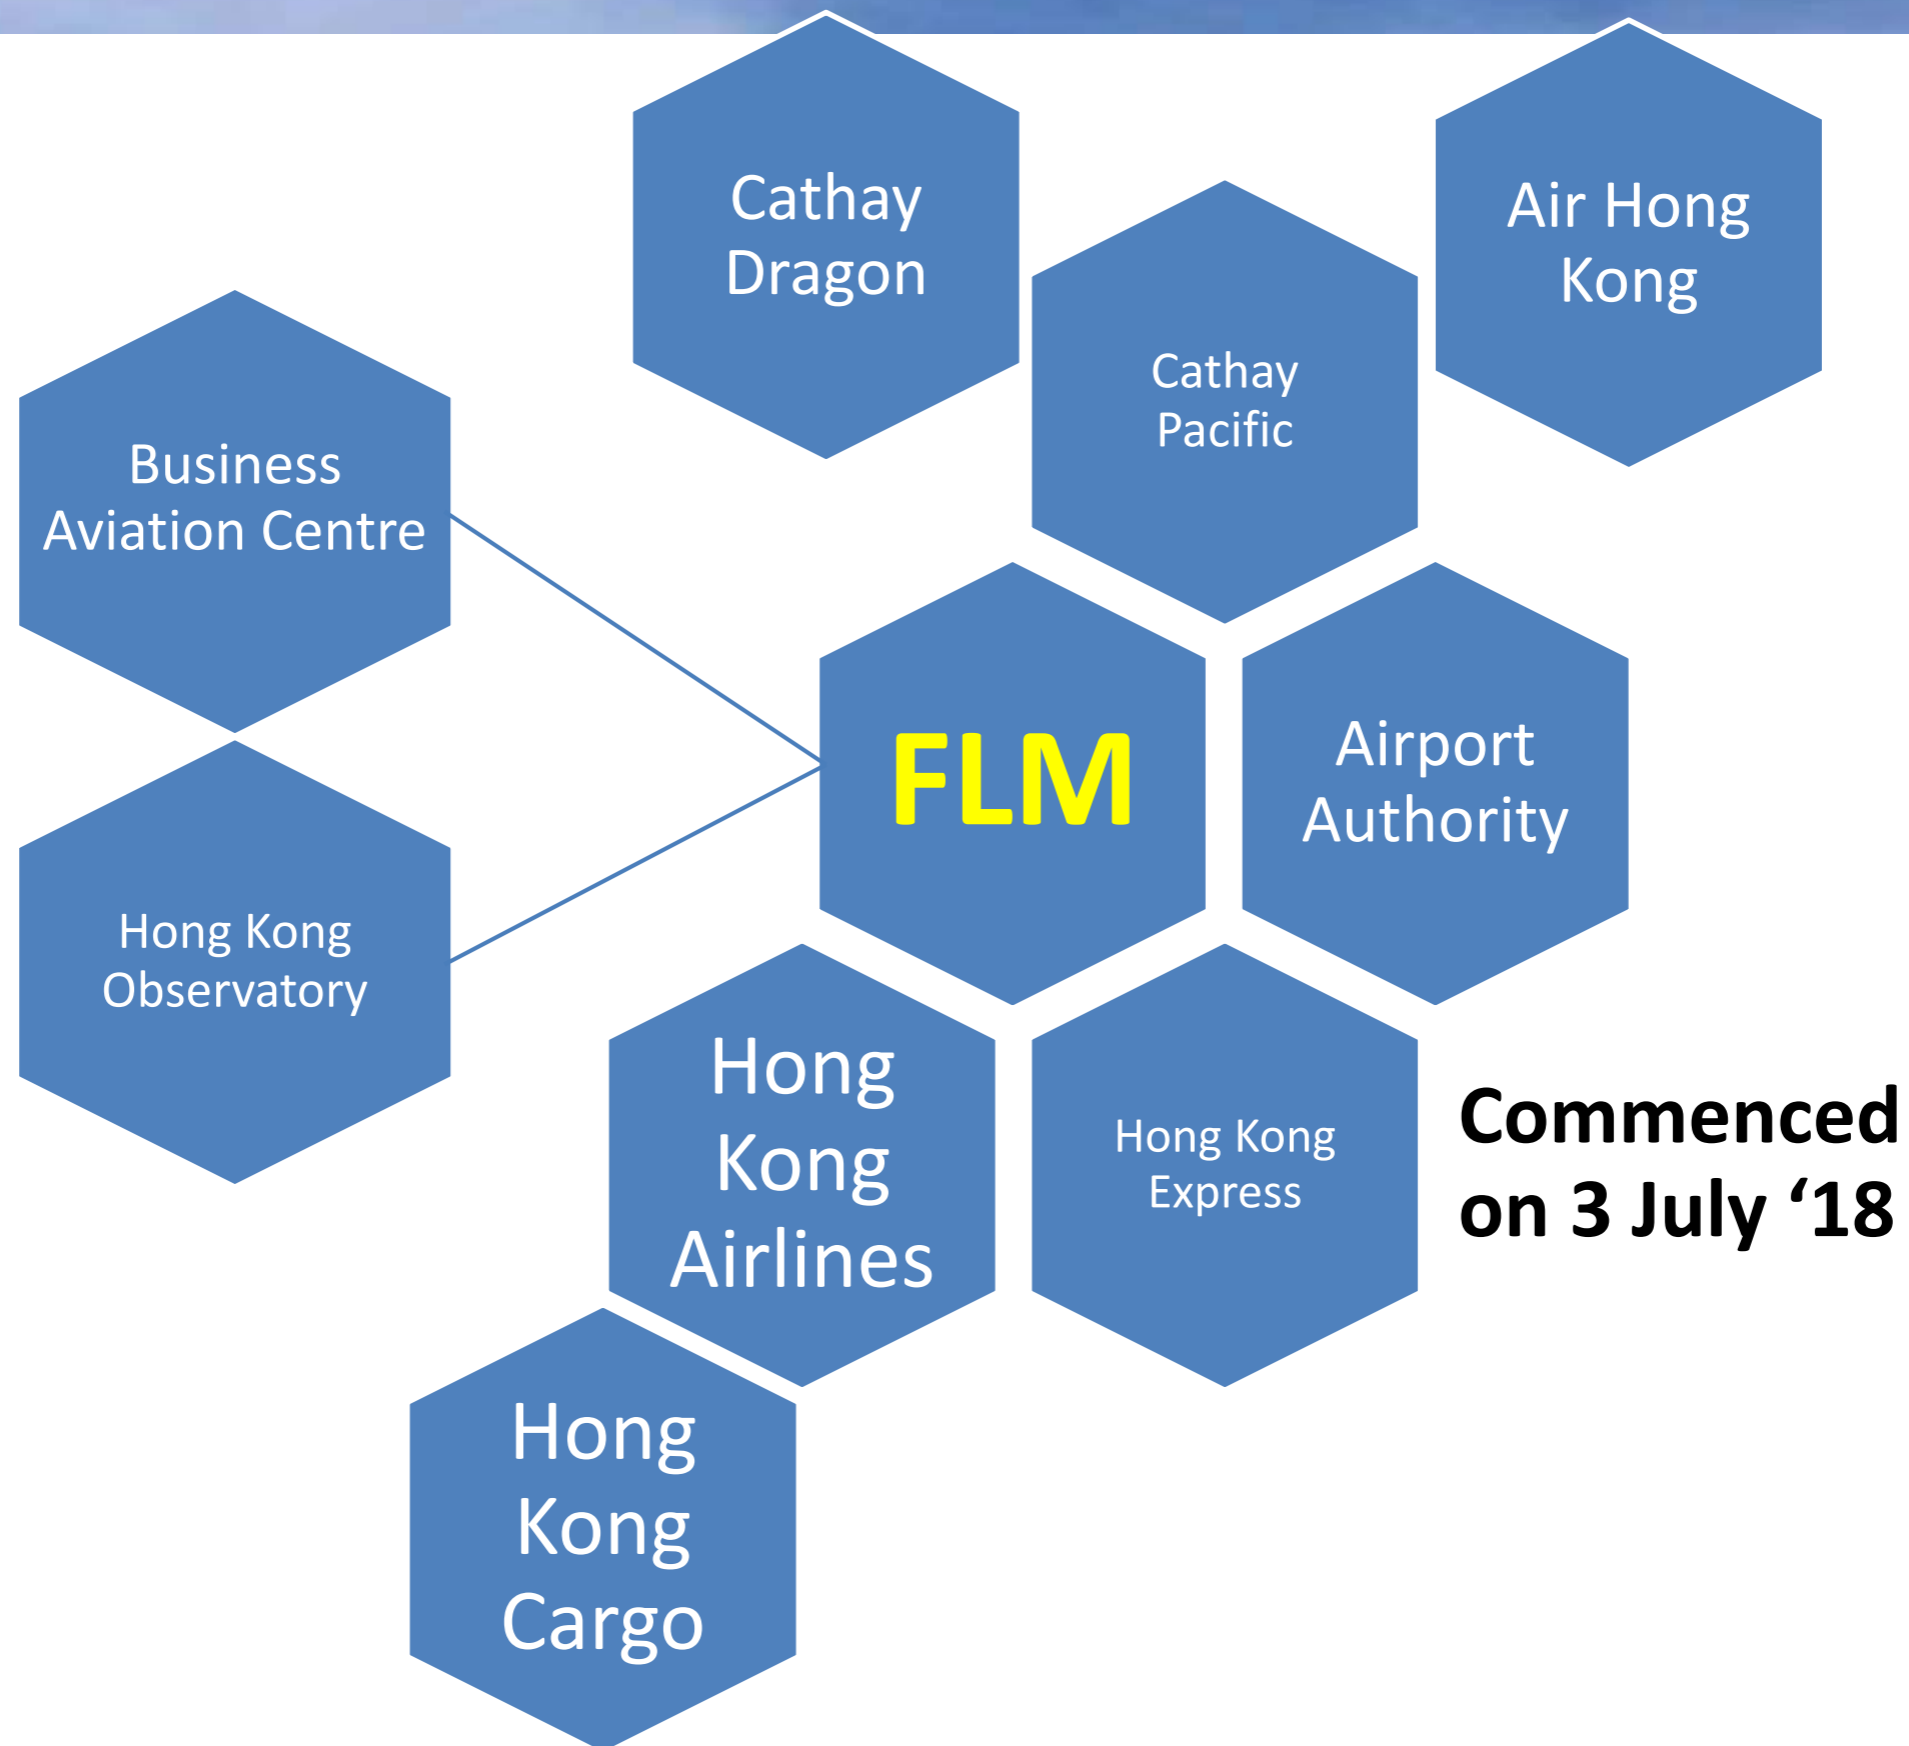 Cathay
Dragon
Air Hong
Kong
Cathay
Pacific
Business
Aviation Centre
FLM
Airport
Authority
Hong Kong
Observatory
Hong
Kong
Airlines
Hong Kong
Express
Commenced
on 3 July ‘18
Hong
Kong
Cargo